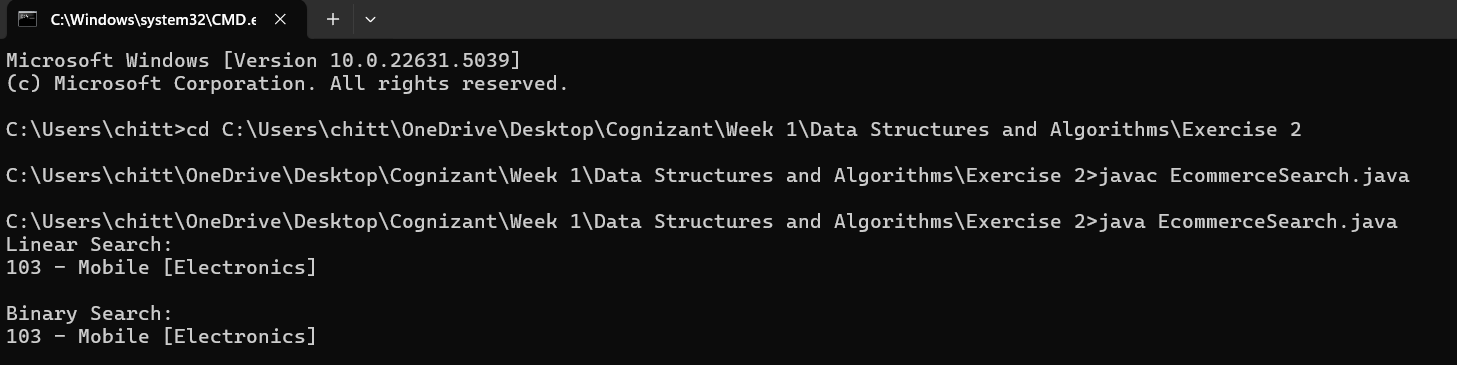 C:\Windows\system32\CMD.e
Microsoft Windows [Version 10.0.22631.5039]
(c) Microsoft Corporation. All rights reserved.
C:\Users\chitt>cd C:\Users\chitt\OneDrive\Desktop\Cognizant\Week 1\Data Structures and Algorithms\Exercise 2
C:\Users\chitt\OneDrive\Desktop\Cognizant\Week 1\Data Structures and Algorithms\Exercise 2>javac EcommerceSearch.java
C:\Users\chitt\OneDrive\Desktop\Cognizant\Week 1\Data Structures and Algorithms\Exercise 2>java EcommerceSearch.java
Linear Search:
103 - Mobile [Electronics]
Binary Search:
103 - Mobile [Electronics]